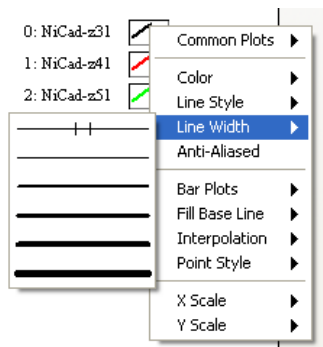 0: NiCad-z31
1: NiCad-z41
2: NiCad-z51
Common Plots
Color
Line Style
Line Width
Anti-Aliased
Bar Plots
Fill Base Line
Interpolation
Point Style
X Scale
Y Scale